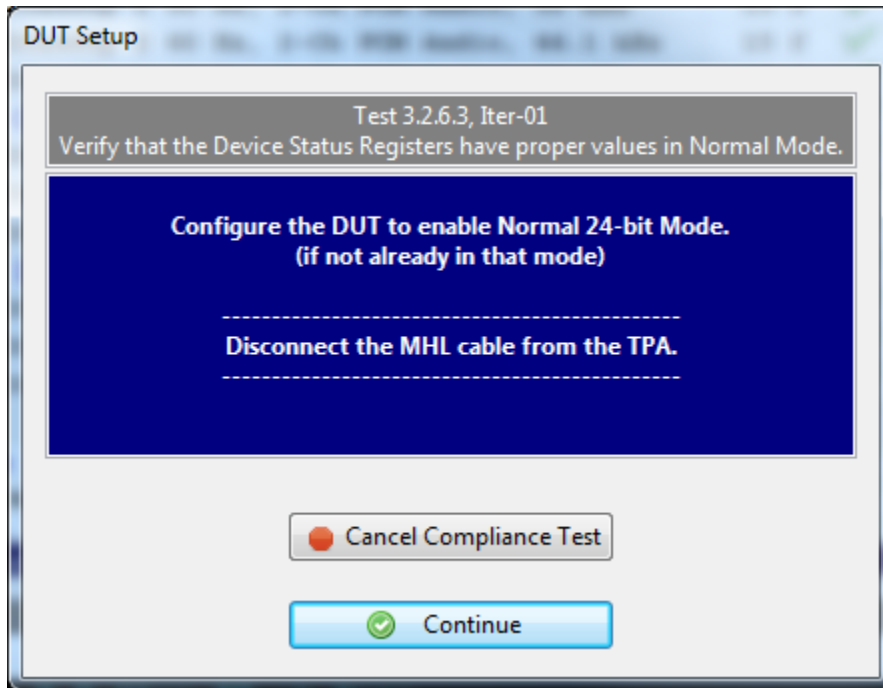 DUT Setup
Test 3.2.6.3, Iter-01
Verify that the Device Status Registers have proper values in Normal Mode.
Configure the DUT to enable Normal 24-bit Mode.
(if not already in that mode)
----------------------------------------------
Disconnect the MHL cable from the TPA.
----------------------------------------------
Cancel Compliance Test
Continue